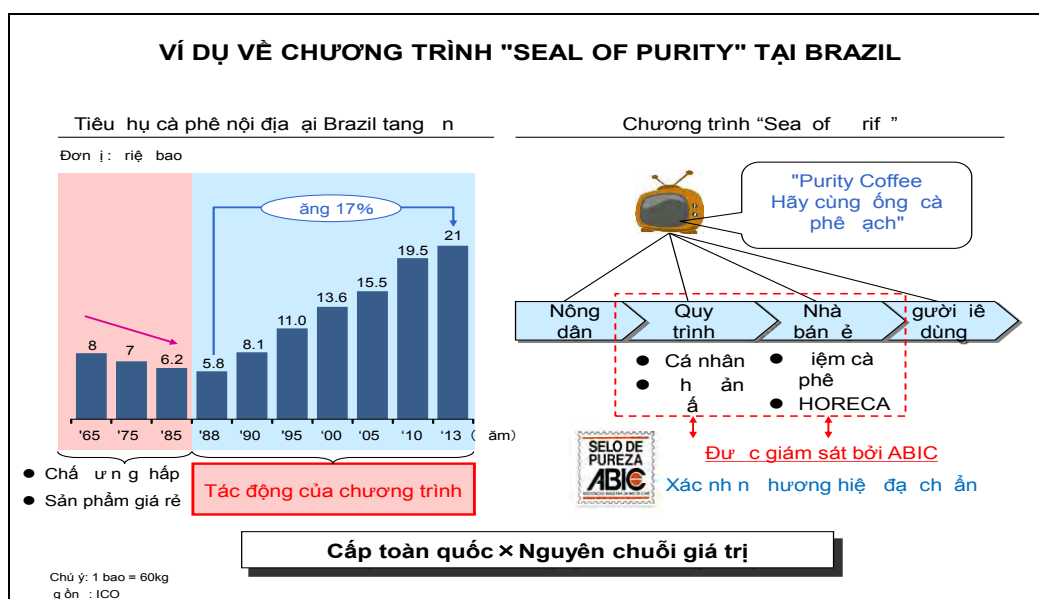 VÍ DỤ VỀ CHƯƠNG TRÌNH "SEAL OF PURITY" TẠI BRAZIL
Tiêu hụ cà phê nội địa ại Brazil tang n
Đơn ị: riệ bao
ăng 17%
8
7
6.2
5.8
8.1
11.0
13.6
15.5
19.5
21
'65
'75
'85
'88
'90
'95
'00
'05
'10
'13
( ăm)
● Chấ ư n g hấp
● Sản phẩm giá rẻ
Tác động của chương trình
Chương trình “Sea of rif ”
"Purity Coffee
Hãy cùng ống cà
phê ạch"
Nông
dân
Quy
trình
Nhà
bán ẻ
gười iê
dùng
● Cá nhân
● h ản
ấ
● iệm cà
phê
● HORECA
SELO DE
PUREZA
ABIC
Đư c giám sát bởi ABIC
Xác nh n hương hiệ đạ ch ẩn
Cấp toàn quốc × Nguyên chuỗi giá trị
Chú ý: 1 bao = 60kg
g ồn : ICO